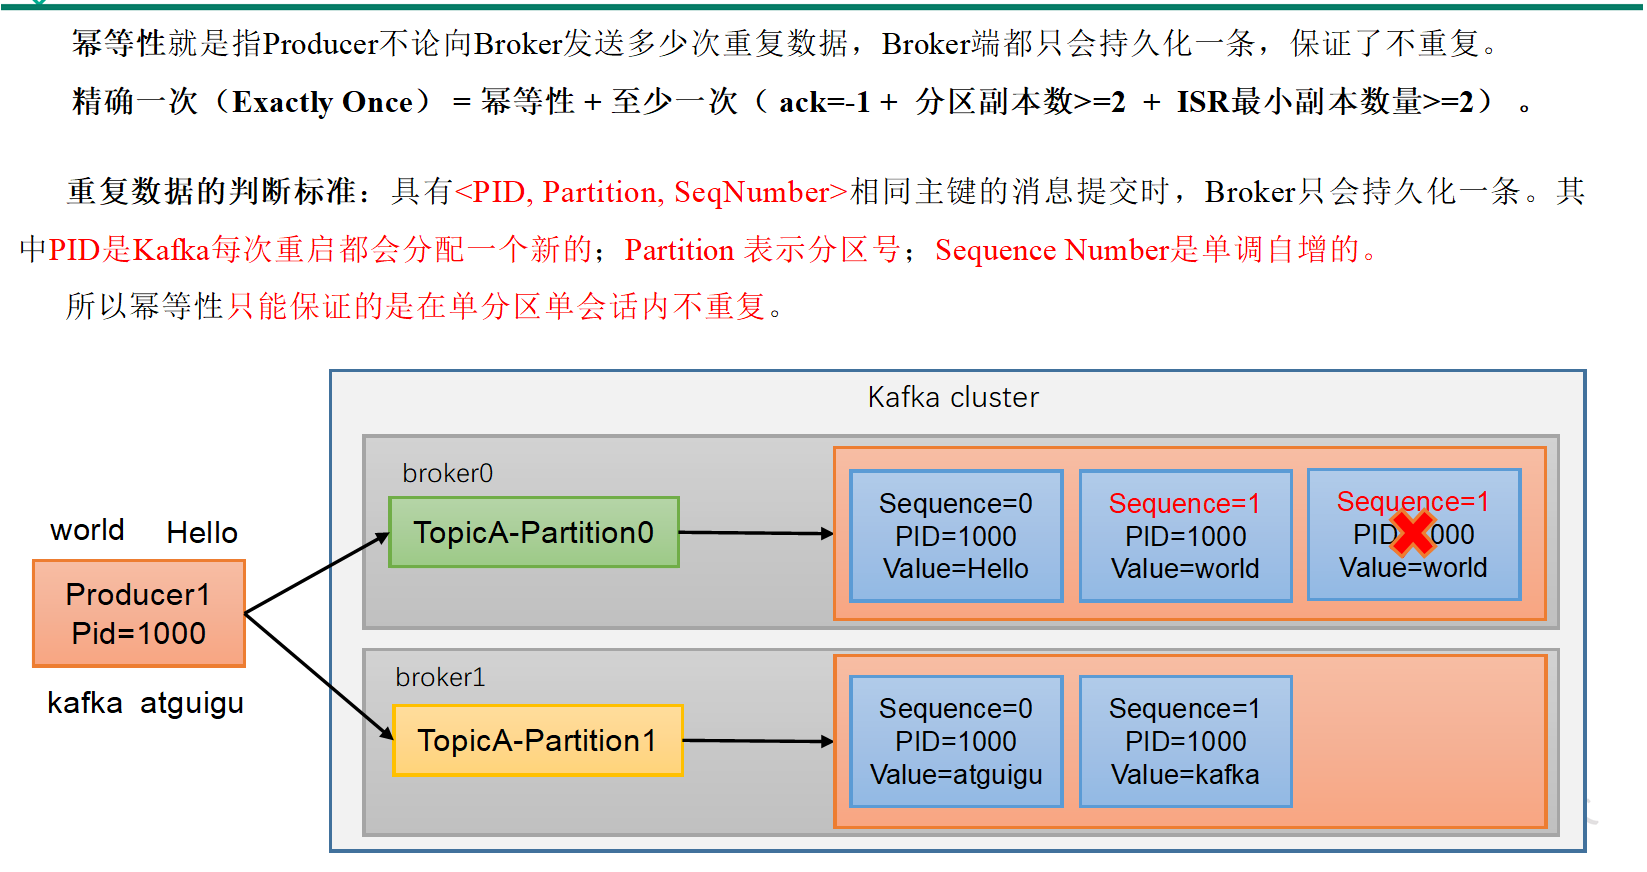 幂等性就是指Producer不论向Broker发送多少次重复数据，Broker端都只会持久化一条，保证了不重复。
精确一次（Exactly Once） = 幂等性 + 至少一次（ ack=-1 + 分区副本数>=2 + ISR最小副本数量>=2） 。
重复数据的判断标准：具有<PID, Partition, SeqNumber>相同主键的消息提交时，Broker只会持久化一条。其
中PID是Kafka每次重启都会分配一个新的；Partition 表示分区号；Sequence Number是单调自增的。
所以幂等性只能保证的是在单分区单会话内不重复。
Kafka cluster
broker0
TopicA-Partition0
Sequence=0
PID=1000
Value=Hello
Sequence=1
PID=1000
Value=world
Sequence=1
PID 000
Value=world
world Hello
Producer1
Pid=1000
kafka atguigu
broker1
TopicA-Partition1
Sequence=0
PID=1000
Value=atguigu
Sequence=1
PID=1000
Value=kafka